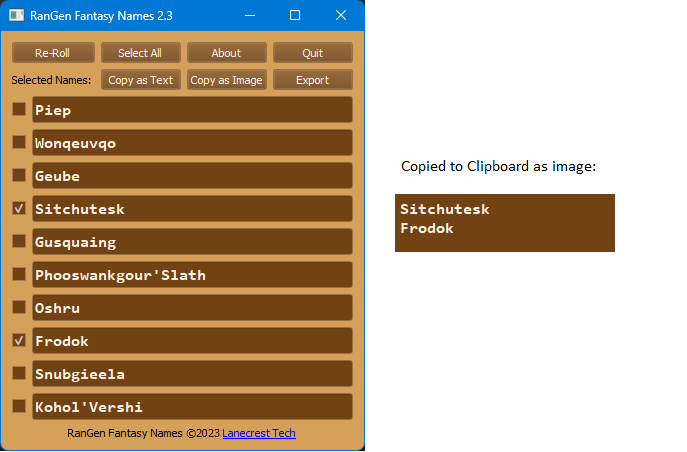 RanGen Fantasy Names 2.3
Re-Roll Select All About Quit
Selected Names: Copy as Text Copy as Image Export
Piep
Wonqeuvqo
Geube
Sitchutesk
Gusquaing
Phooswankgour'Slath
Oshru
Frodok
Snubgieela
Kohol'Vershi
RanGen Fantasy Names ©2023 Lanecrest Tech
Copied to Clipboard as image:
Sitchutesk
Frodok